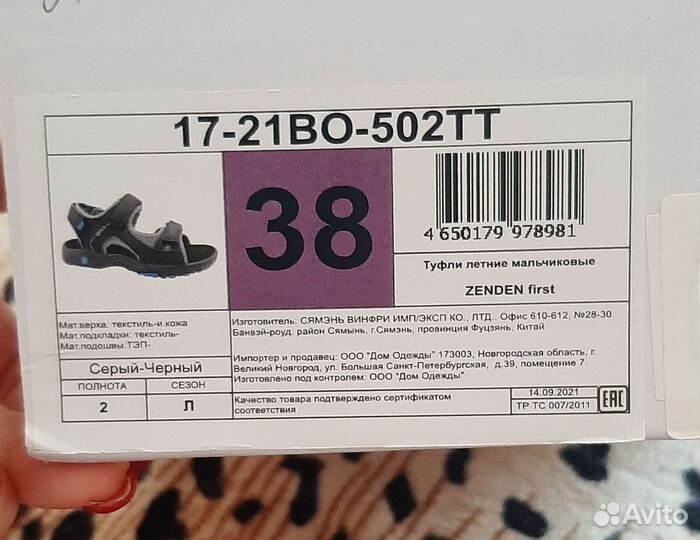 17-21BO-502TT
38
4 650179 978981
Туфли летние мальчиковые
ZENDEN first
Мат.верха: текстиль-и.кожа
Мат.подкладки: текстиль-
Мат.подошвы:ТЭП-
Серый-Черный
ПОЛНОТА СЕЗОН
2 Л
Изготовитель: СЯМЭНЬ ВИНФРИ ИМП/ЭКСП КО., ЛТД. Офис 610-612, №28-30
Банвэй-роуд, район Сямынь, г.Сямэнь, провинция Фуцзянь, Китай
Импортер и продавец: ООО "Дом Одежды" 173003, Новгородская область, г.
Великий Новгород, ул. Большая Санкт-Петербургская, д.39, помещение 7.
Изготовлено под контролем: ООО "Дом Одежды"
Качество товара подтверждено сертификатом
соответствия
14.09.2021
ТР ТС 007/2011
EAC
Avito